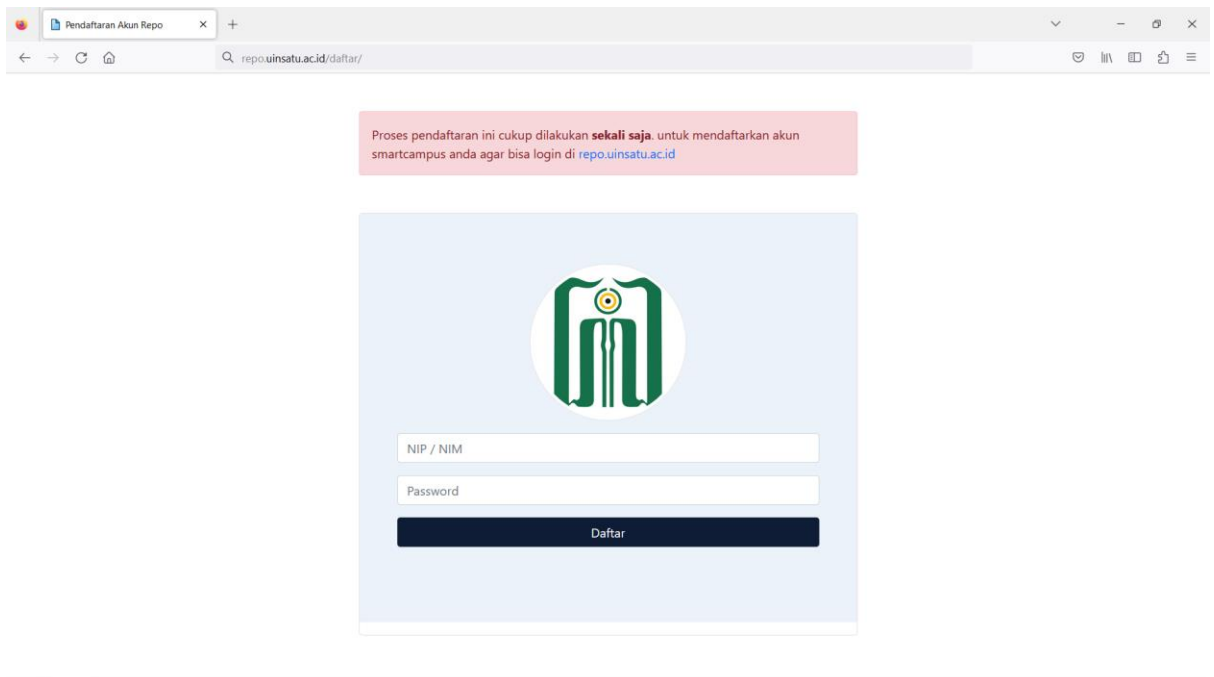 Pendaftaran Akun Repo
repo.uinsatu.ac.id/daftar/
Proses pendaftaran ini cukup dilakukan sekali saja. untuk mendaftarkan akun
smartcampus anda agar bisa login di repo.uinsatu.ac.id
NIP / NIM
Password
Daftar